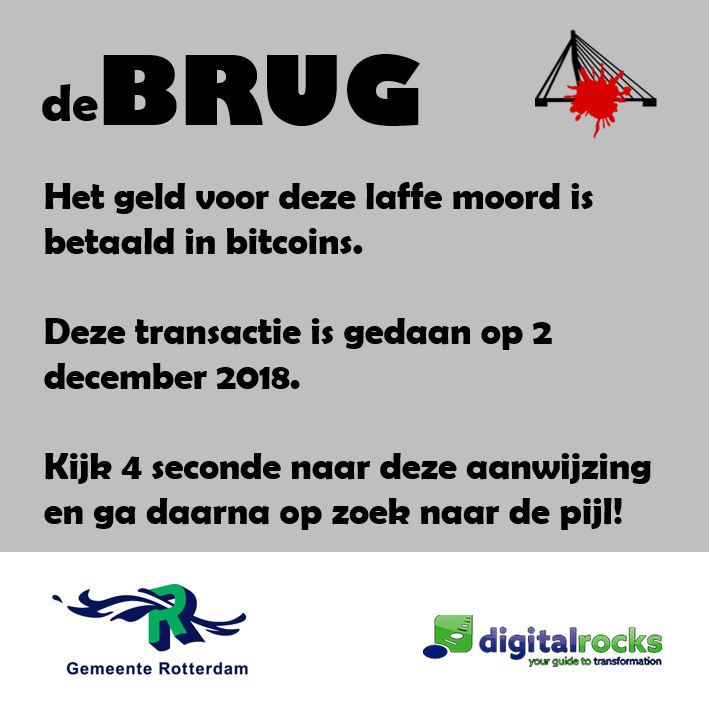 deBRUG
Het geld voor deze laffe moord is
betaald in bitcoins.
Deze transactie is gedaan op 2
december 2018.
Kijk 4 seconde naar deze aanwijzing
en ga daarna op zoek naar de pijl!
R
Gemeente Rotterdam
digitalrocks
your guide to transformation